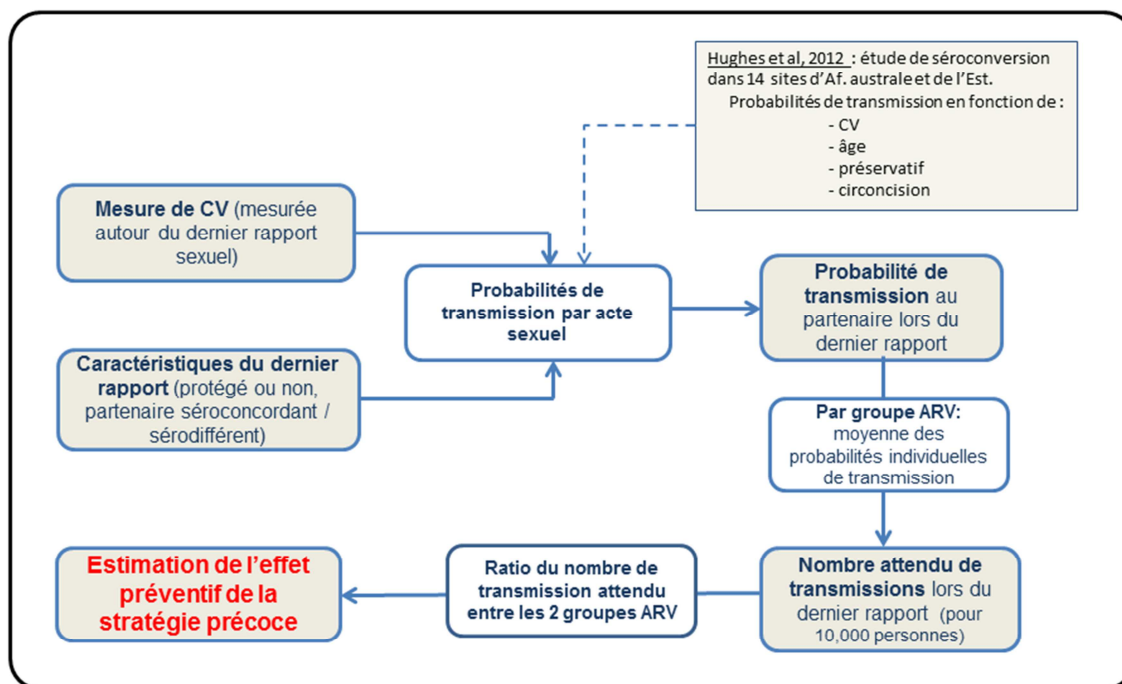 Hughes et al, 2012 : étude de séroconversion
dans 14 sites d'Af. australe et de l'Est.
Probabilités de transmission en fonction de :
- CV
- âge
- préservatif
- circoncision
Mesure de CV (mesurée
autour du dernier rapport
sexuel)
Caractéristiques du dernier
rapport (protégé ou non,
partenaire séroconcordant /
sérodifférent)
Probabilités de
transmission par acte
sexuel
Probabilité de
transmission au
partenaire lors du
dernier rapport
Par groupe ARV:
moyenne des
probabilités individuelles
de transmission
Nombre attendu de
transmissions lors du
dernier rapport (pour
10,000 personnes)
Ratio du nombre de
transmission attendu
entre les 2 groupes ARV
Estimation de l'effet
préventif de la
stratégie précoce